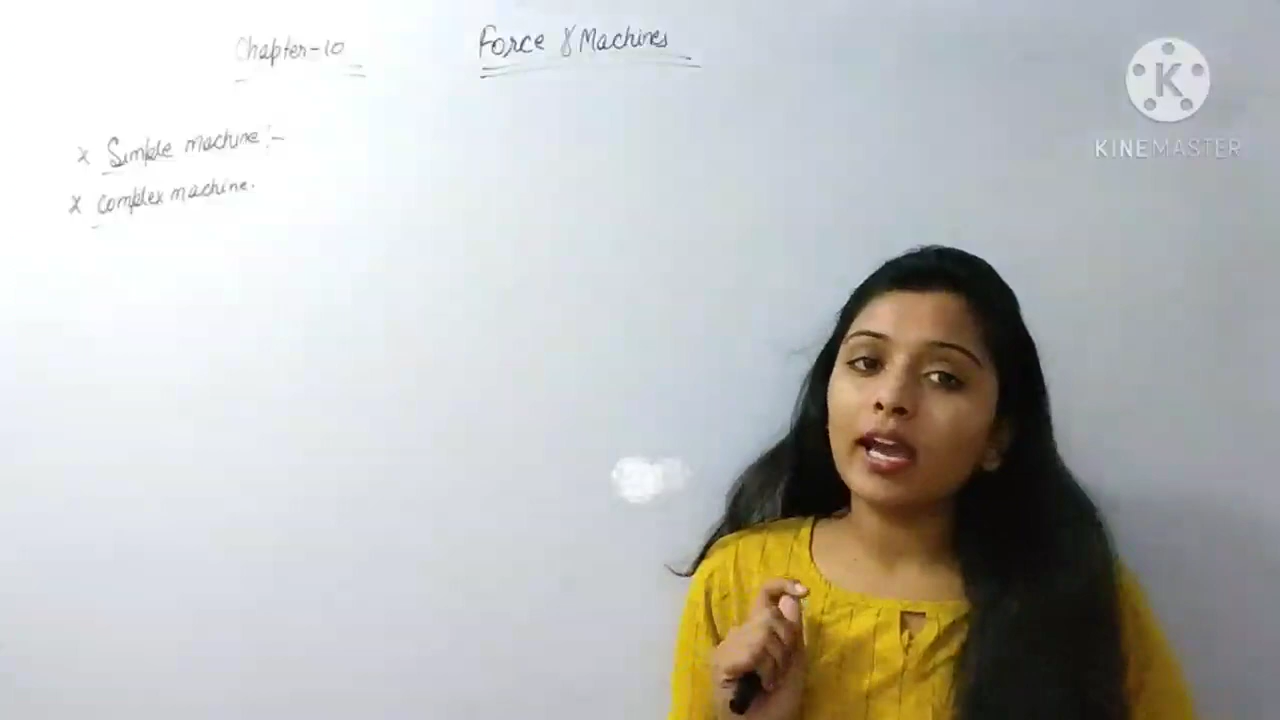 Chapter-10
Force & Machines
K
KINEMASTER
x Simple machine:-
x Complex machine.